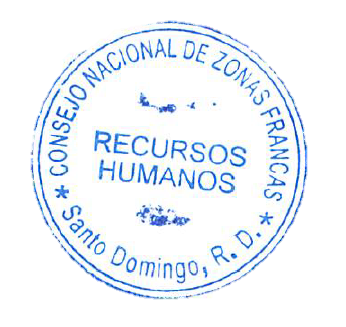 CONSEJO NACIONAL DE ZONAS FRANCAS
RECURSOS
HUMANOS
* Santo Domingo, R. D. *